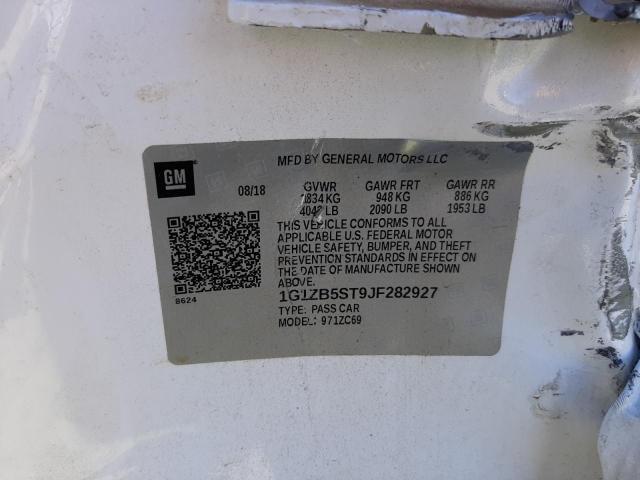 MFD BY GENERAL MOTORS LLC
GM
08/18 GVWR GAWR FRT GAWR RR
1834 KG 948 KG 886 KG
4043 LB 2090 LB 1953 LB
THIS VEHICLE CONFORMS TO ALL
APPLICABLE U.S. FEDERAL MOTOR
VEHICLE SAFETY, BUMPER, AND THEFT
PREVENTION STANDARDS IN EFFECT ON
THE DATE OF MANUFACTURE SHOWN
ABOVE.
8624
1G1ZB5ST9JF282927
TYPE: PASS CAR
MODEL: 971ZC69